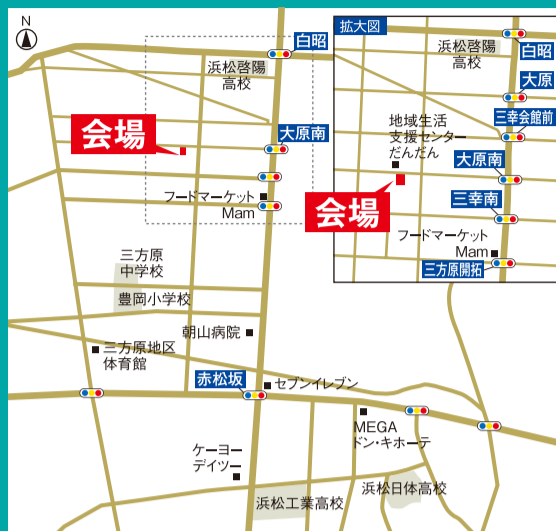 N
白昭
浜松啓陽
高校
会場
大原南
フードマーケット
Mam
三方原
中学校
豊岡小学校
朝山病院
三方原地区
体育館
赤松坂
セブンイレブン
MEGA
ドン・キホーテ
ケーヨー
デイツー
浜松工業高校
浜松日体高校
拡大図
浜松啓陽
高校
白昭
大原
三幸会館前
地域生活
支援センター
だんだん
大原南
会場
三幸南
フードマーケット
Mam
三方原開拓